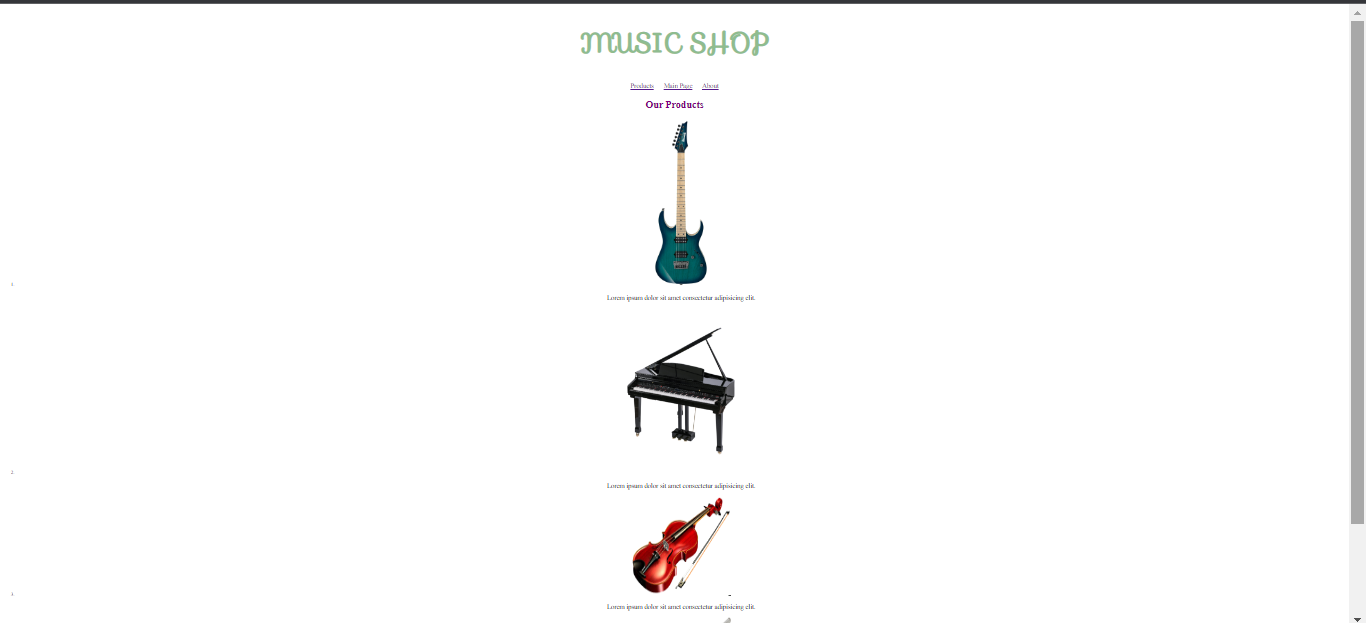 MUSIC SHOP
Products Main Page About
Our Products
1.
Lorem ipsum dolor sit amet consectetur adipisicing elit.
2.
Lorem ipsum dolor sit amet consectetur adipisicing elit.
3.
Lorem ipsum dolor sit amet consectetur adipisicing elit.